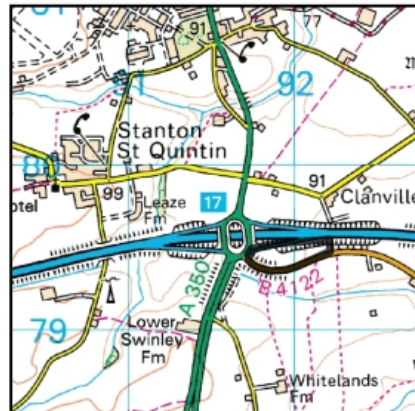 91
77
92
91
Stanton
St Quintin
80
99
Leaze
Fm
17
91
Clanville
otel
A 350
B 4122
79
Lower
Swinley
Fm
Whitelands
Fm